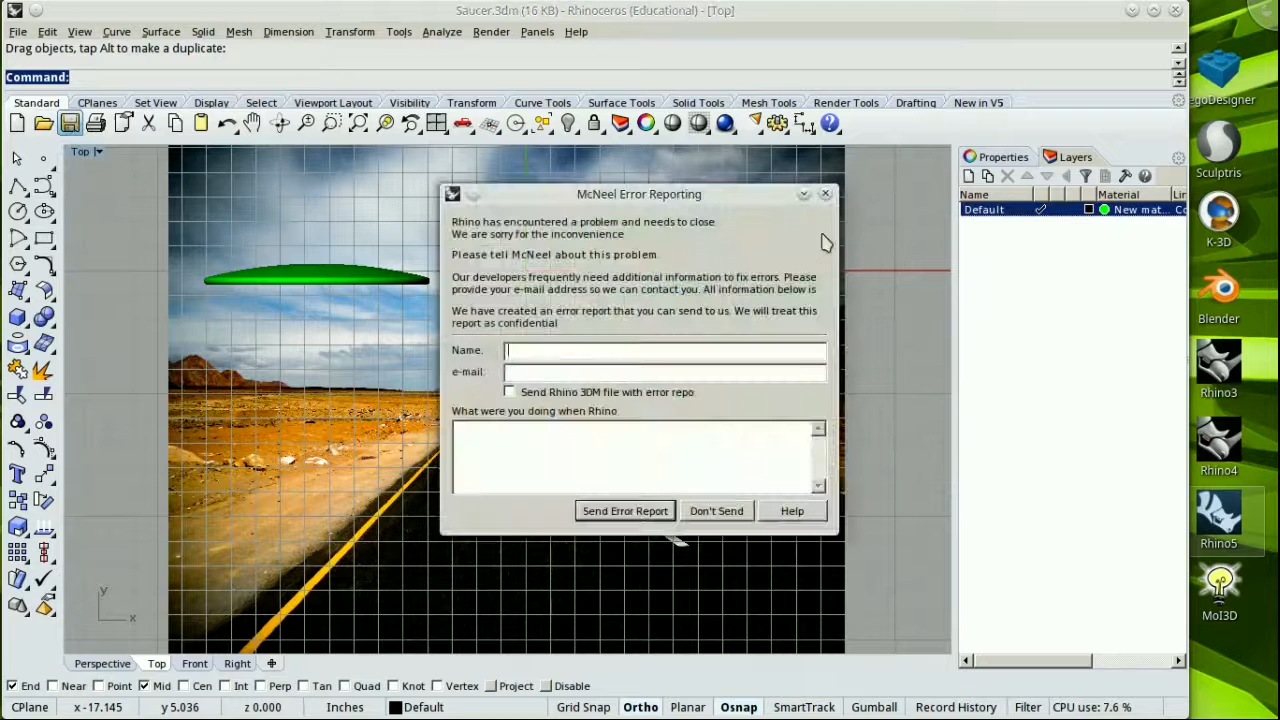 Saucer.3dm (16 KB) - Rhinoceros (Educational) - [Top]
File Edit View Curve Surface Solid Mesh Dimension Transform Tools Analyze Render Panels Help
Drag objects, tap Alt to make a duplicate:
Command:
Standard CPlanes Set View Display Select Viewport Layout Visibility Transform Curve Tools Surface Tools Solid Tools Mesh Tools Render Tools Drafting New in V5
Top
Properties Layers
Name Material Lin
Default New mat... Co
McNeel Error Reporting
Rhino has encountered a problem and needs to close
We are sorry for the inconvenience
Please tell McNeel about this problem.
Our developers frequently need additional information to fix errors. Please
provide your e-mail address so we can contact you. All information below is
We have created an error report that you can send to us. We will treat this
report as confidential
Name.
e-mail:
Send Rhino 3DM file with error repo
What were you doing when Rhino
Send Error Report Don't Send Help
y
x
Perspective Top Front Right
End Near Point Mid Cen Int Perp Tan Quad Knot Vertex Project Disable
CPlane x -17.145 y 5.036 z 0.000 Inches Default Grid Snap Ortho Planar Osnap SmartTrack Gumball Record History Filter CPU use: 7.6 %
egoDesigner
Sculptris
K-3D
Blender
Rhino3
Rhino4
Rhino5
MoI3D